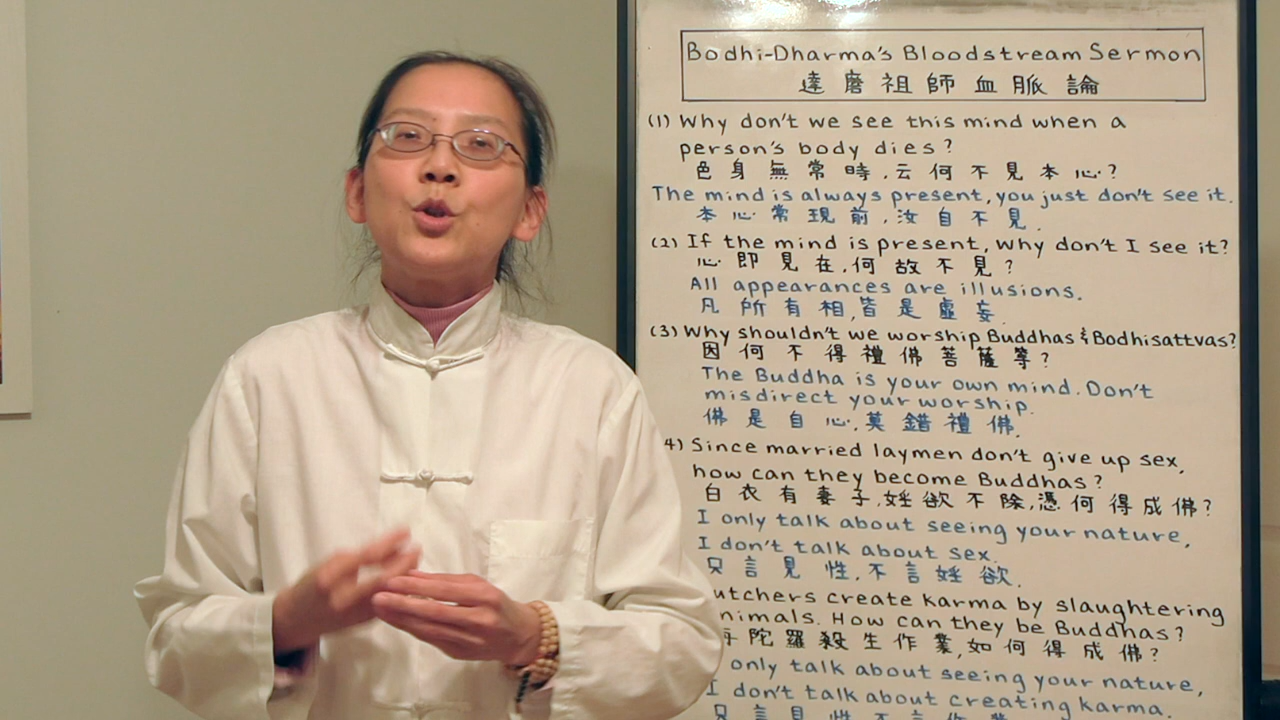 Bodhi-Dharma's Bloodstream Sermon
達磨祖師血脈論
(1) Why don't we see this mind when a
person's body dies?
色身無常時,云何不見本心?
The mind is always present, you just don't see it.
本心常現前,汝自不見.
(2) If the mind is present, why don't I see it?
心即見在,何故不見?
All appearances are illusions.
凡所有相,皆是虛妄
(3) Why shouldn't we worship Buddhas & Bodhisattvas?
因何不得禮佛菩薩等?
The Buddha is your own mind. Don't
misdirect your worship.
佛是自心,莫錯禮佛.
4) Since married laymen don't give up sex,
how can they become Buddhas?
白衣有妻子,婬欲不除,憑何得成佛?
I only talk about seeing your nature,
I don't talk about sex.
只言見性,不言婬欲.
utchers create karma by slaughtering
nimals. How can they be Buddhas?
陀羅殺生作業,如何得成佛?
only talk about seeing your nature,
I don't talk about creating karma.
只言見性不言作業